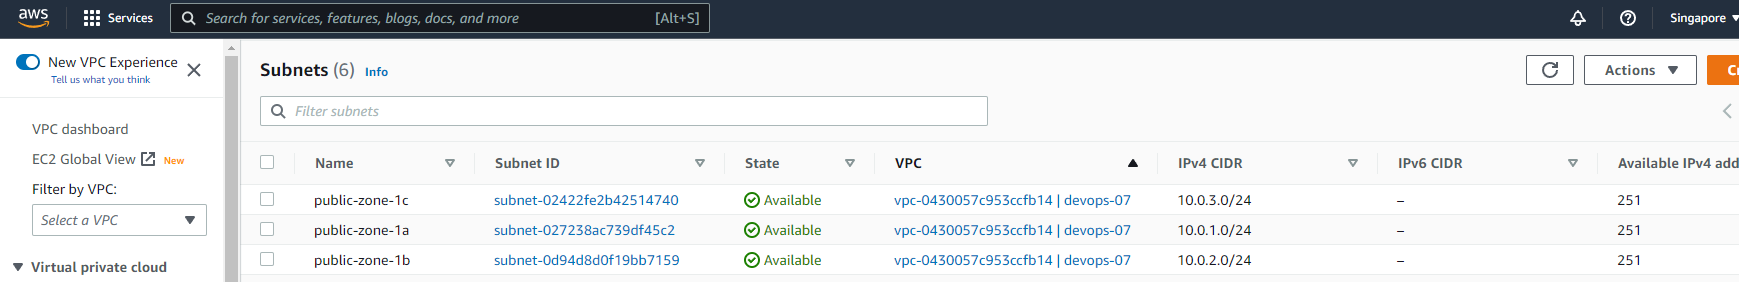 aws Services Search for services, features, blogs, docs, and more [Alt+S] Singapore
New VPC Experience
Tell us what you think
Subnets (6) Info
Actions
Filter subnets
VPC dashboard
EC2 Global View New
Filter by VPC:
Select a VPC
Virtual private cloud
Name Subnet ID State VPC IPv4 CIDR IPv6 CIDR Available IPv4 add
public-zone-1c subnet-02422fe2b42514740 Available vpc-0430057c953ccfb14 | devops-07 10.0.3.0/24 – 251
public-zone-1a subnet-027238ac739df45c2 Available vpc-0430057c953ccfb14 | devops-07 10.0.1.0/24 – 251
public-zone-1b subnet-0d94d8d0f19bb7159 Available vpc-0430057c953ccfb14 | devops-07 10.0.2.0/24 – 251